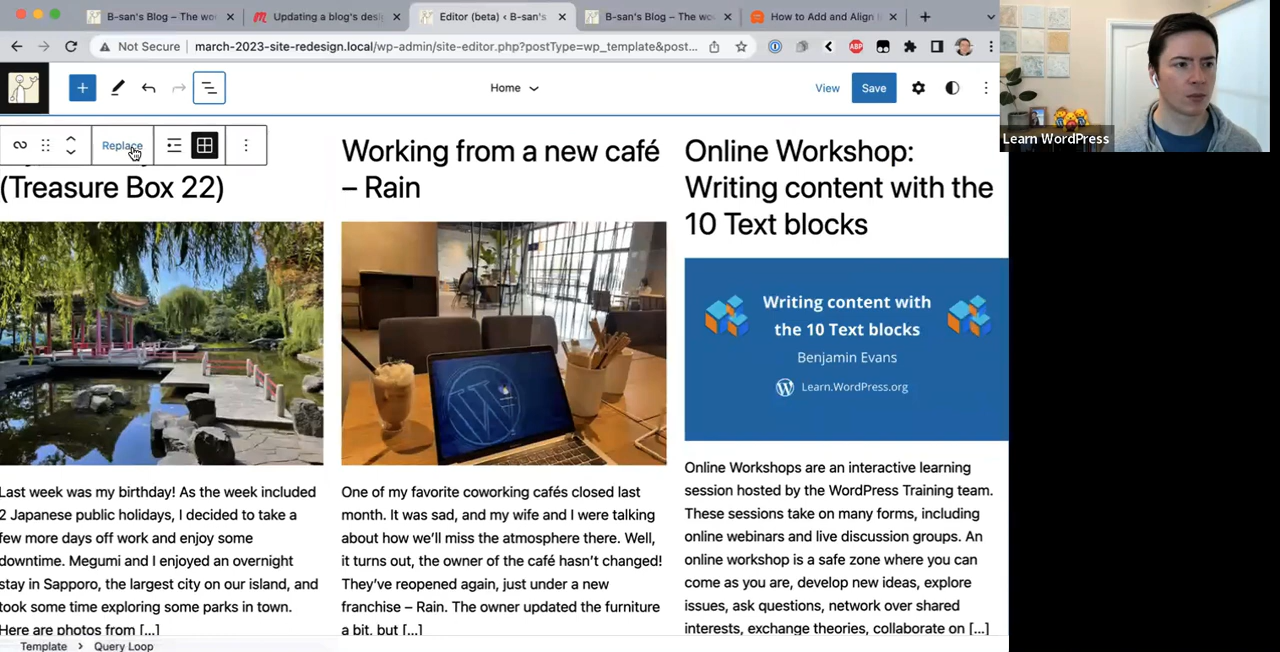 B-san's Blog – The wo
Updating a blog's desi
Editor (beta) ‹ B-san's
B-san's Blog – The wo
How to Add and Align
Not Secure
march-2023-site-redesign.local/wp-admin/site-editor.php?postType=wp_template&post...
ABP
Home
View
Save
Replace
Learn WordPress
(Treasure Box 22)
Working from a new café
– Rain
Online Workshop:
Writing content with the
10 Text blocks
Writing content with
the 10 Text blocks
Benjamin Evans
Learn.WordPress.org
Last week was my birthday! As the week included
2 Japanese public holidays, I decided to take a
few more days off work and enjoy some
downtime. Megumi and I enjoyed an overnight
stay in Sapporo, the largest city on our island, and
took some time exploring some parks in town.
Here are photos from [...]
One of my favorite coworking cafés closed last
month. It was sad, and my wife and I were talking
about how we'll miss the atmosphere there. Well,
it turns out, the owner of the café hasn't changed!
They've reopened again, just under a new
franchise – Rain. The owner updated the furniture
a bit, but [...]
Online Workshops are an interactive learning
session hosted by the WordPress Training team.
These sessions take on many forms, including
online webinars and live discussion groups. An
online workshop is a safe zone where you can
come as you are, develop new ideas, explore
issues, ask questions, network over shared
interests, exchange theories, collaborate on [...]
Template > Query Loop